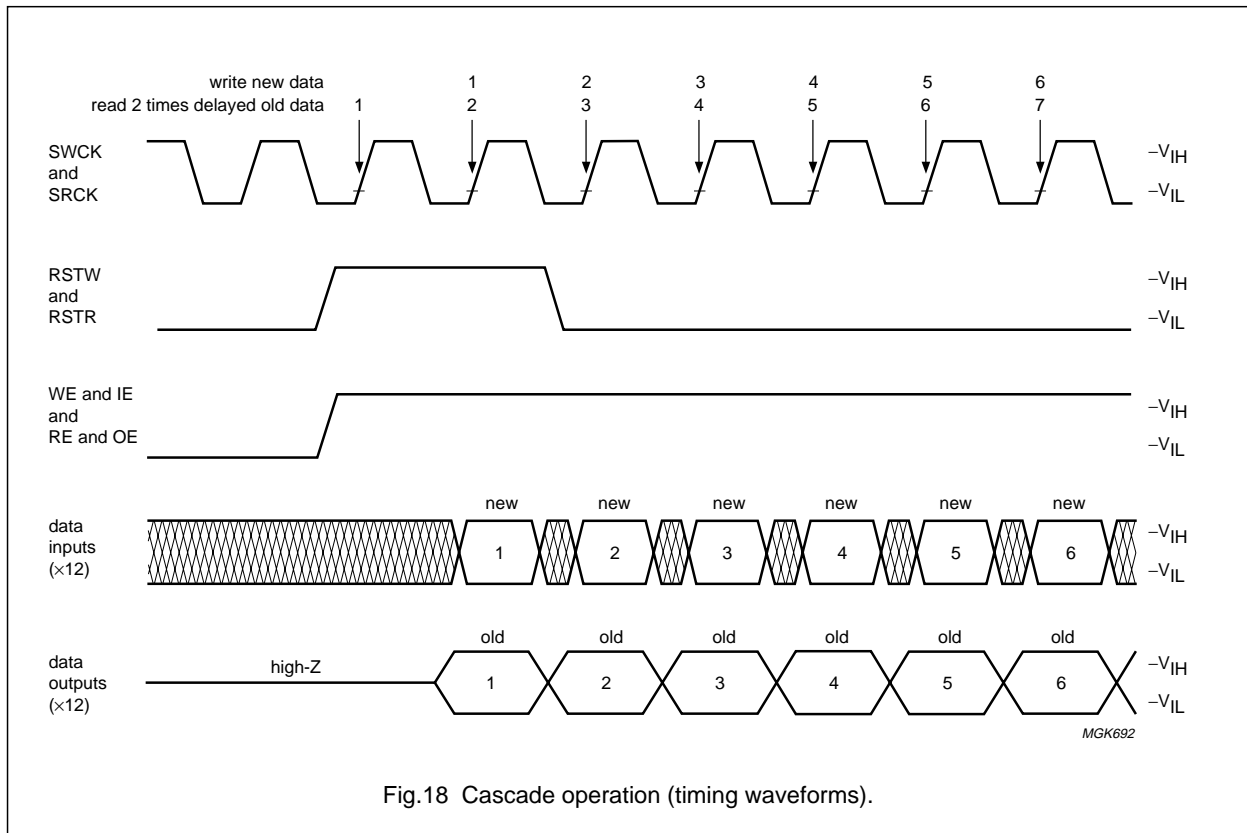 write new data 1 2 3 4 5 6
read 2 times delayed old data 1 2 3 4 5 6 7
SWCK
and
SRCK
–VIH
–VIL
RSTW
and
RSTR
–VIH
–VIL
WE and IE
and
RE and OE
–VIH
–VIL
new new new new new new
data
inputs
(×12)
1 2 3 4 5 6
–VIH
–VIL
old old old old old old
data
outputs
(×12)
high-Z
1 2 3 4 5 6
–VIH
–VIL
MGK692
Fig.18 Cascade operation (timing waveforms).